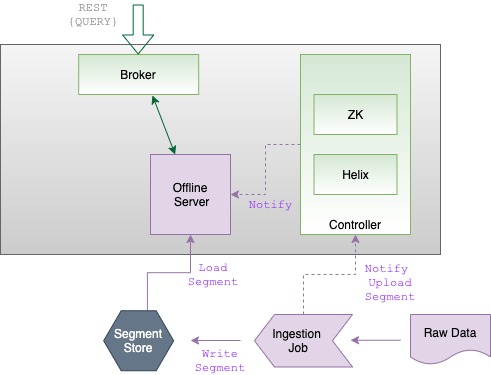 REST
{QUERY}
Broker
ZK
Offline
Server
Helix
Notify
Controller
Load
Segment
Notify
Upload
Segment
Segment
Store
Write
Segment
Ingestion
Job
Raw Data